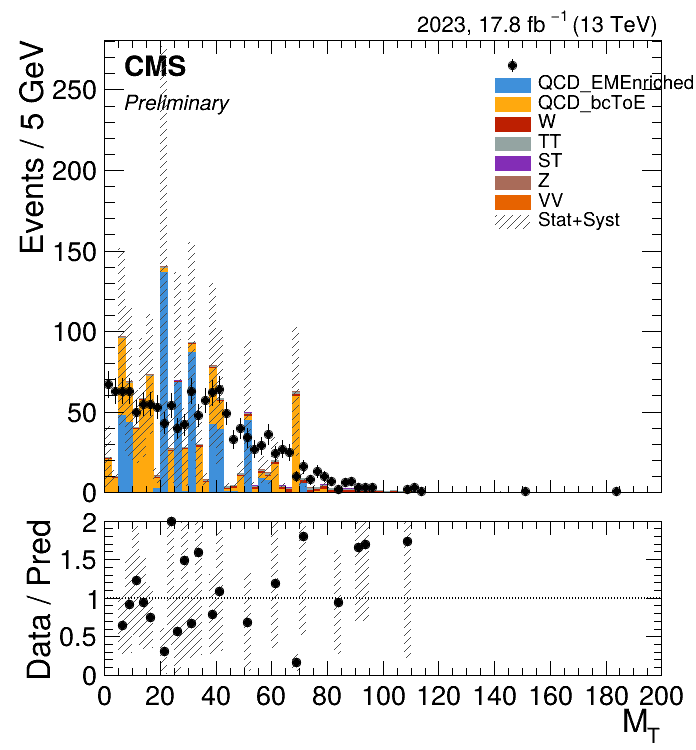 2023, 17.8 fb⁻¹ (13 TeV)
CMS
Preliminary
QCD_EMEnriched
QCD_bcToE
W
TT
ST
Z
VV
Stat+Syst
Events / 5 GeV
250
200
150
100
50
0
Data / Pred
2
1.5
1
0.5
0
0 20 40 60 80 100 120 140 160 180 200
M_T